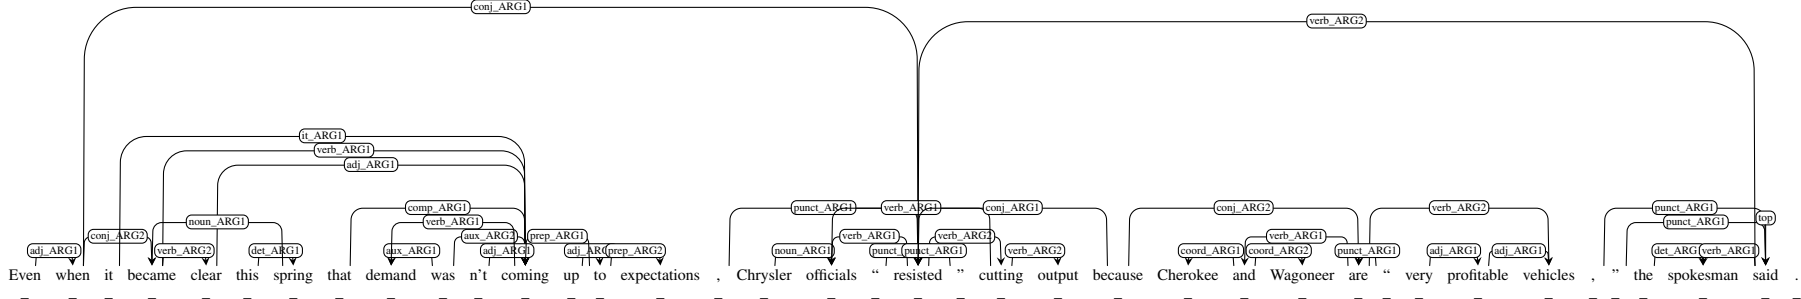 conj_ARG1
verb_ARG2
it_ARG1
verb_ARG1
adj_ARG1
comp_ARG1 punct_ARG1 verb_ARG1 conj_ARG1 conj_ARG2 verb_ARG2 punct_ARG1
noun_ARG1 verb_ARG1 punct_ARG1 top
conj_ARG2 aux_ARG2 prep_ARG1 verb_ARG1 verb_ARG2 verb_ARG1
adj_ARG1 verb_ARG2 det_ARG1 aux_ARG1 adj_ARG1 prep_ARG2 noun_ARG1 punct_ARG1 verb_ARG2 coord_ARG1 coord_ARG2 punct_ARG1 adj_ARG1 adj_ARG1 verb_ARG1
Even when it became clear this spring that demand was n't coming up to expectations , Chrysler officials “ resisted ” cutting output because Cherokee and Wagoneer are “ very profitable vehicles , ” the spokesman said .
_ _ _ _ _ _ _ _ _ _ _ _ _ _ _ _ _ _ _ _ _ _ _ _ _ _ _ _ _ _ _ _ _ _ _ _ _ _